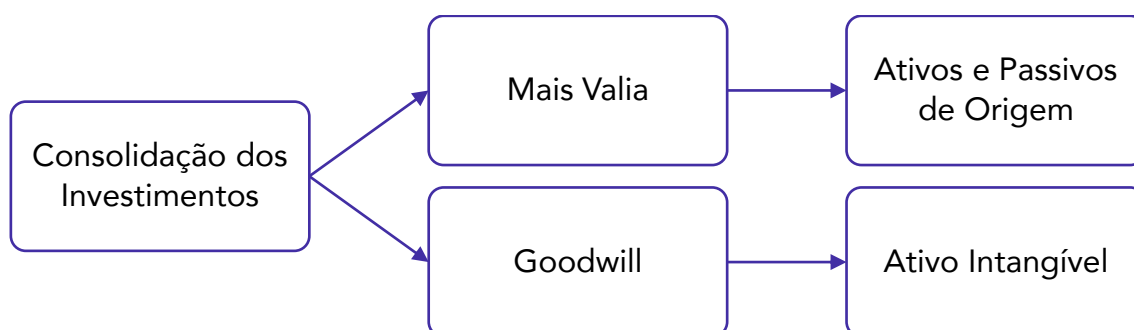 Consolidação dos
Investimentos
Mais Valia
Ativos e Passivos
de Origem
Goodwill
Ativo Intangível